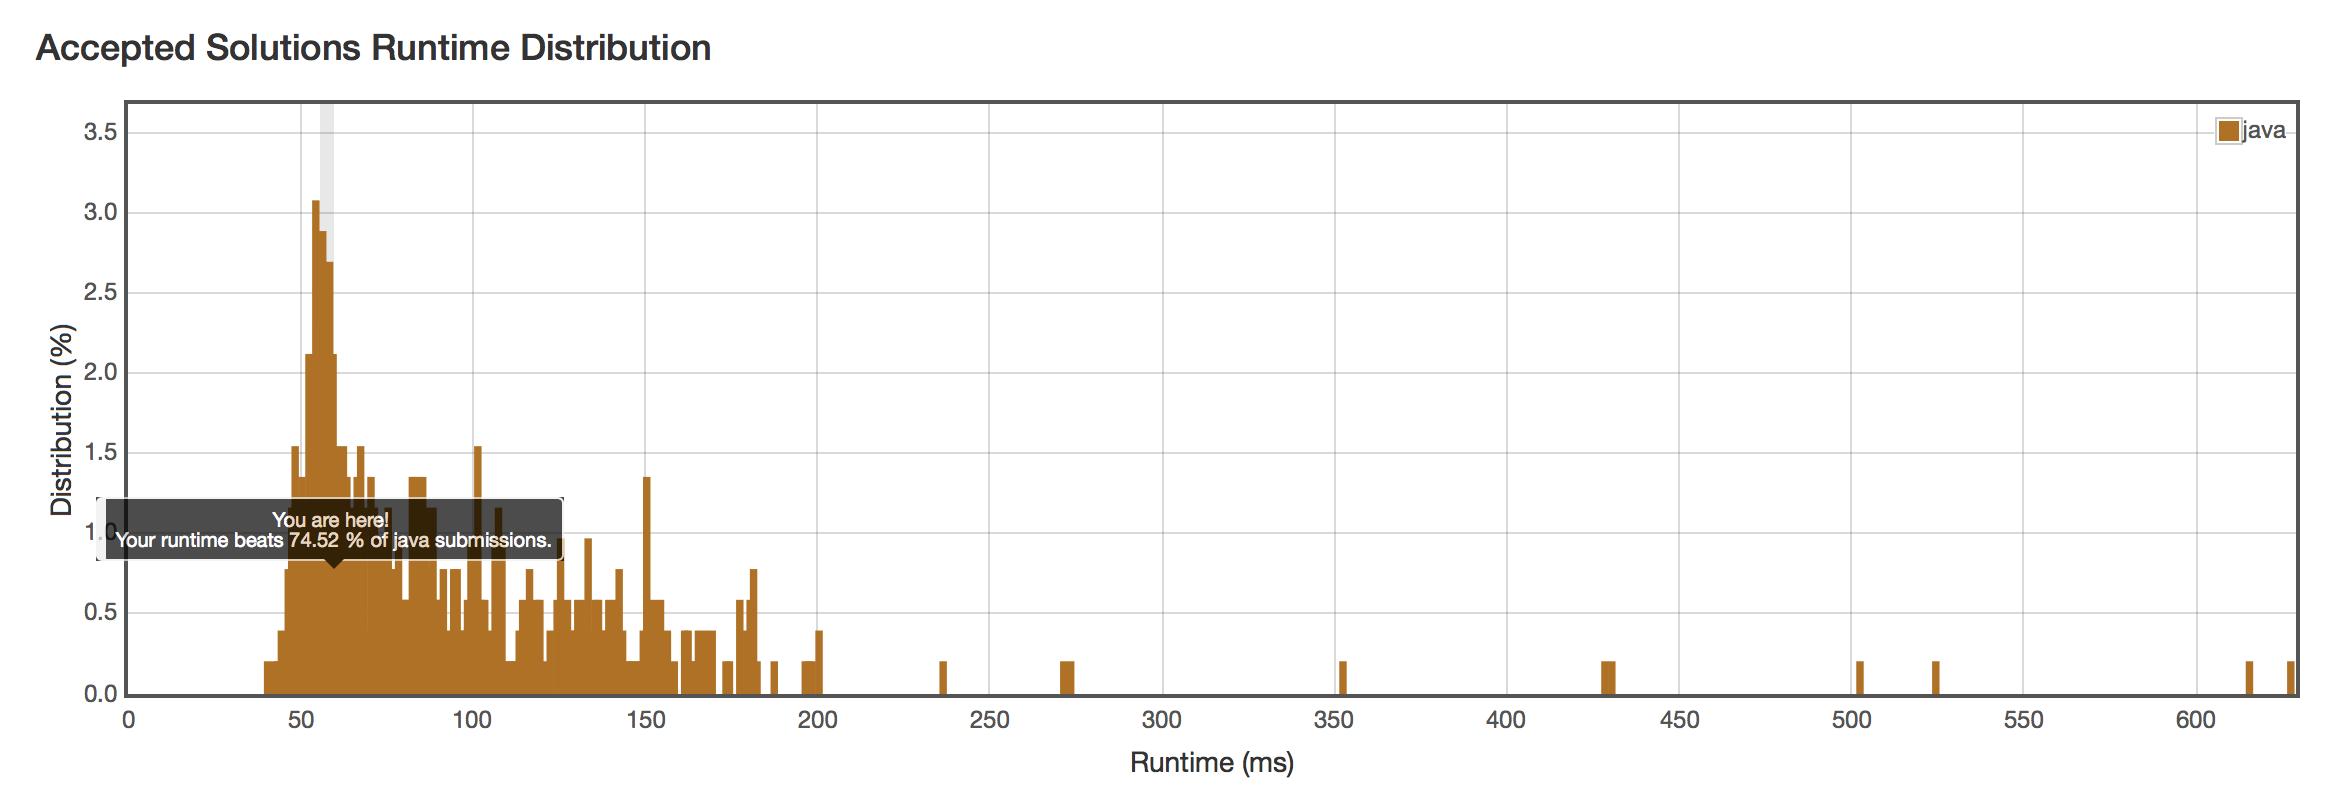 Accepted Solutions Runtime Distribution
java
3.5
3.0
2.5
2.0
1.5
1.0
0.5
0.0
Distribution (%)
You are here!
Your runtime beats 74.52 % of java submissions.
0 50 100 150 200 250 300 350 400 450 500 550 600
Runtime (ms)